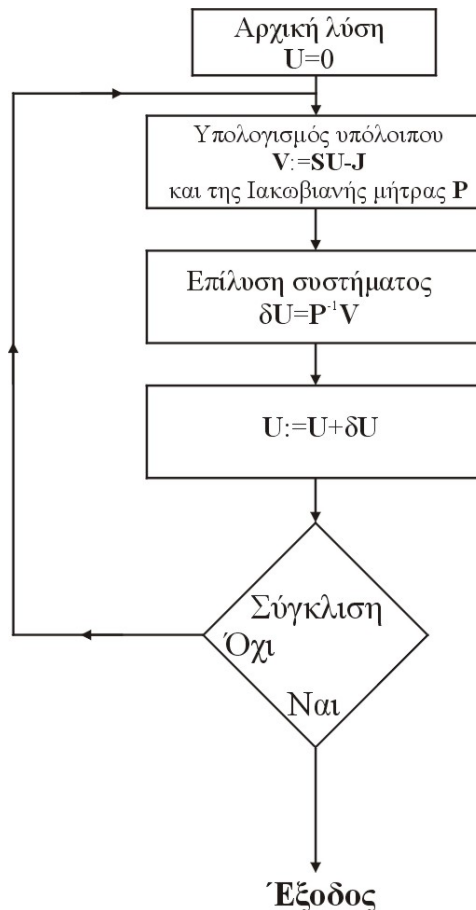 Αρχική λύση
U=0
Υπολογισμός υπόλοιπου
V:=SU-J
και της Ιακωβιανής μήτρας P
Επίλυση συστήματος
δU=P⁻¹V
U:=U+δU
Σύγκλιση
Όχι
Ναι
Έξοδος